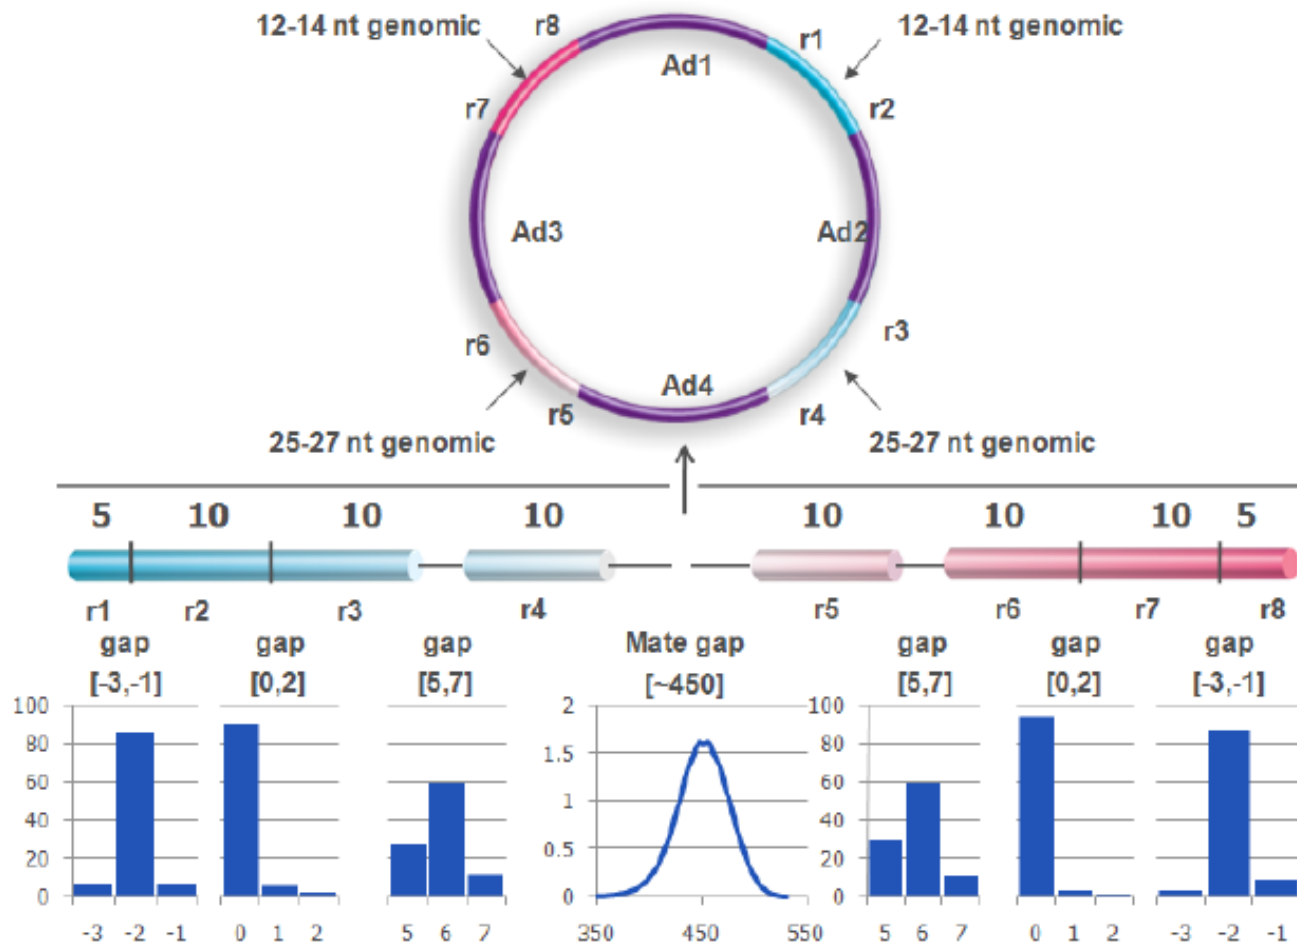 12-14 nt genomic r8 r1 12-14 nt genomic
Ad1
r7 r2
Ad3 Ad2
r6 r3
Ad4
r5 r4
25-27 nt genomic 25-27 nt genomic
5 10 10 10 10 10 10 5
r1 r2 r3 r4 r5 r6 r7 r8
gap gap gap Mate gap gap gap gap
[-3,-1] [0,2] [5,7] [~450] [5,7] [0,2] [-3,-1]
100 2 100
80 1.5 80
60 60
40 1 40
20 0.5 20
0 0 0
-3 -2 -1 0 1 2 5 6 7 350 450 550 5 6 7 0 1 2 -3 -2 -1